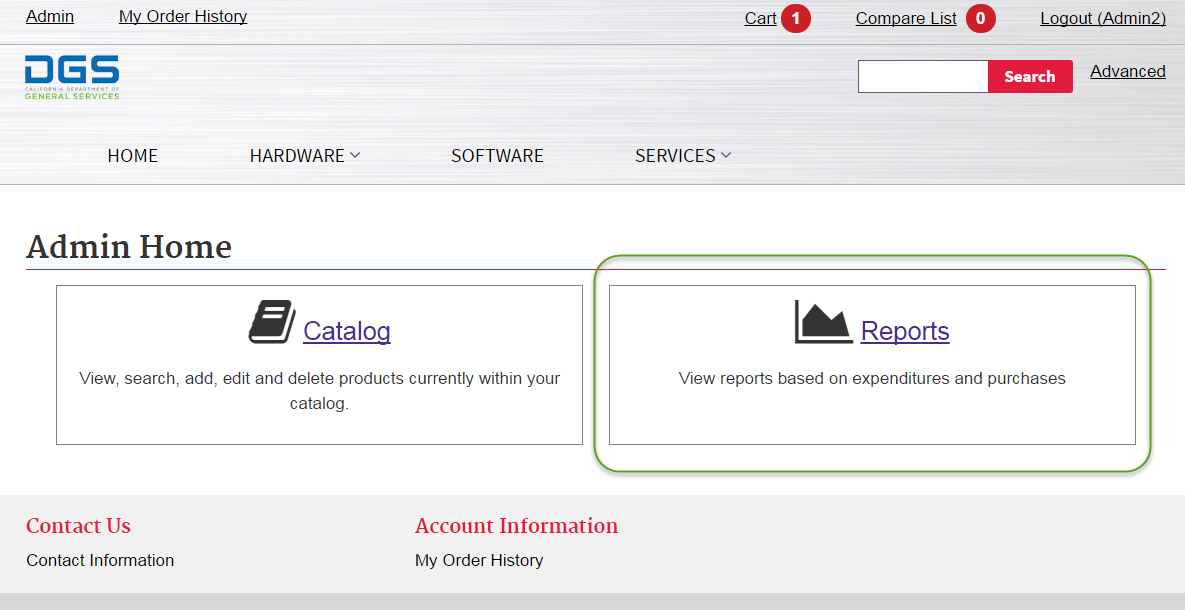 Admin My Order History Cart 1 Compare List 0 Logout (Admin2)
DGS
CALIFORNIA DEPARTMENT OF
GENERAL SERVICES
Search Advanced
HOME HARDWARE SOFTWARE SERVICES
Admin Home
Catalog
View, search, add, edit and delete products currently within your
catalog.
Reports
View reports based on expenditures and purchases
Contact Us
Contact Information
Account Information
My Order History